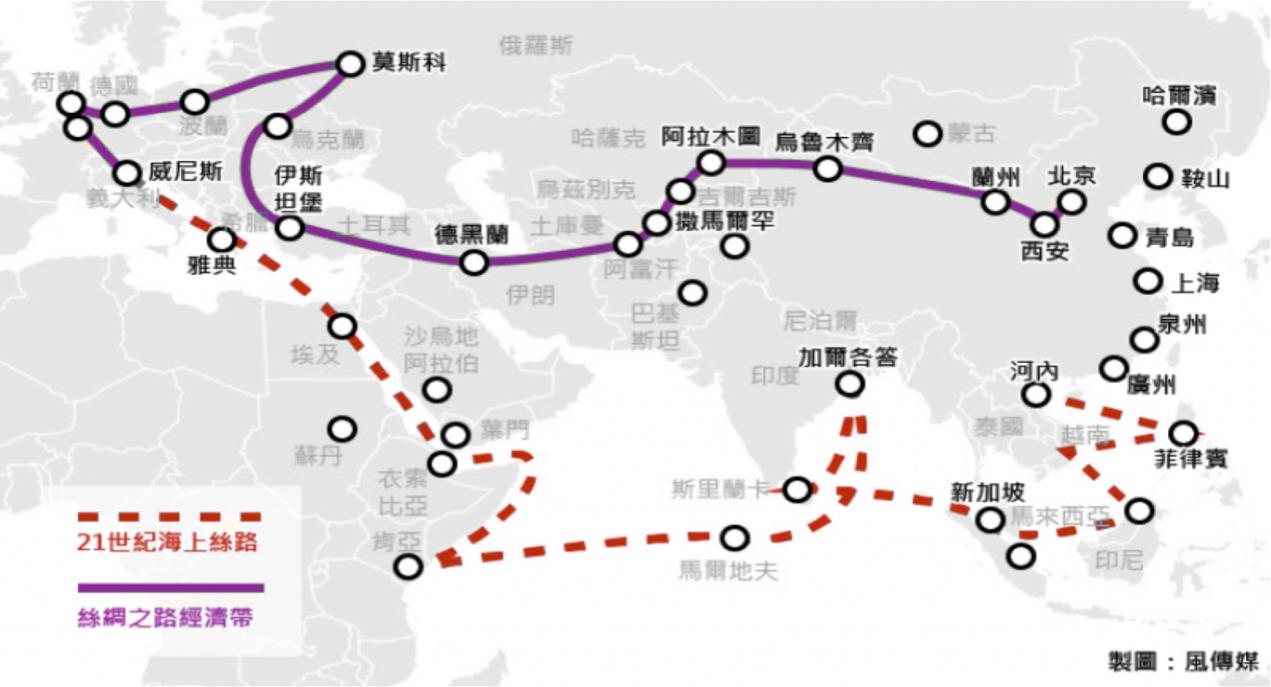 俄羅斯
莫斯科
荷蘭
德國
波蘭
烏克蘭
哈爾濱
蒙古
哈薩克
阿拉木圖
烏魯木齊
威尼斯
義大利
伊斯
坦堡
烏茲別克
吉爾吉斯
蘭州
北京
鞍山
希臘
土耳其
土庫曼
撒馬爾罕
德黑蘭
西安
青島
雅典
阿富汗
伊朗
上海
巴基
斯坦
尼泊爾
泉州
沙烏地
阿拉伯
埃及
加爾各答
印度
河內
廣州
葉門
泰國
越南
菲律賓
蘇丹
衣索
比亞
斯里蘭卡
新加坡
馬來西亞
肯亞
馬爾地夫
印尼
21世紀海上絲路
絲綢之路經濟帶
製圖：風傳媒